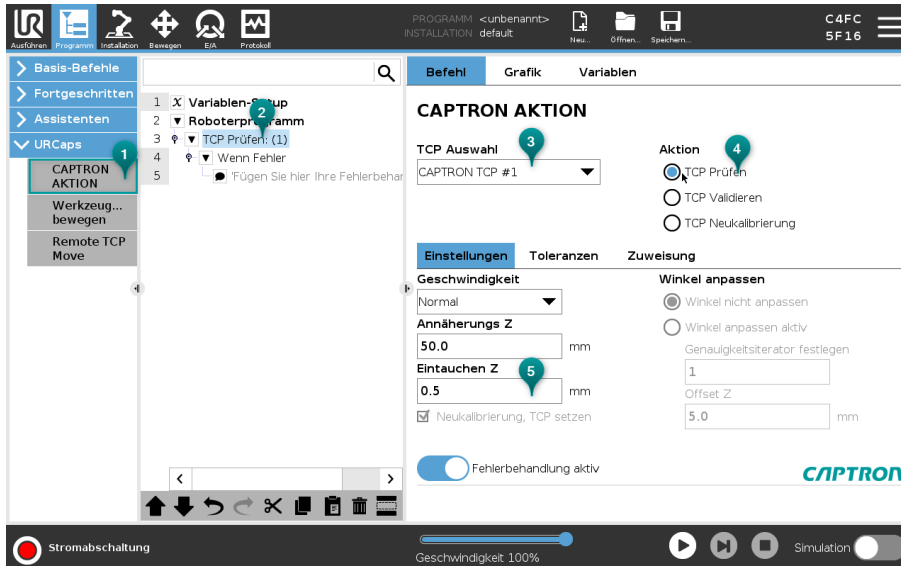 UR
Ausführen
Programm
Installation
Bewegen
E/A
Protokoll
PROGRAMM <unbenannt>
INSTALLATION default
Neu...
Öffnen...
Speichern...
C4FC
5F16
Basis-Befehle
Fortgeschritten
Assistenten
URCaps
1
CAPTRON
AKTION
Werkzeug...
bewegen
Remote TCP
Move
1 X Variablen-Setup
2 Roboterprogramm
2
3 TCP Prüfen: (1)
4 Wenn Fehler
5 'Fügen Sie hier Ihre Fehlerbehar
Befehl Grafik Variablen
CAPTRON AKTION
TCP Auswahl
3
CAPTRON TCP #1
Aktion
4
TCP Prüfen
TCP Validieren
TCP Neukalibrierung
Einstellungen Toleranzen Zuweisung
Geschwindigkeit
Normal
Annäherungs Z
50.0 mm
Eintauchen Z
5
0.5 mm
Neukalibrierung, TCP setzen
Winkel anpassen
Winkel nicht anpassen
Winkel anpassen aktiv
Genauigkeitsiterator festlegen
1
Offset Z
5.0 mm
Fehlerbehandlung aktiv
CAPTRON
Stromabschaltung
Geschwindigkeit 100%
Simulation